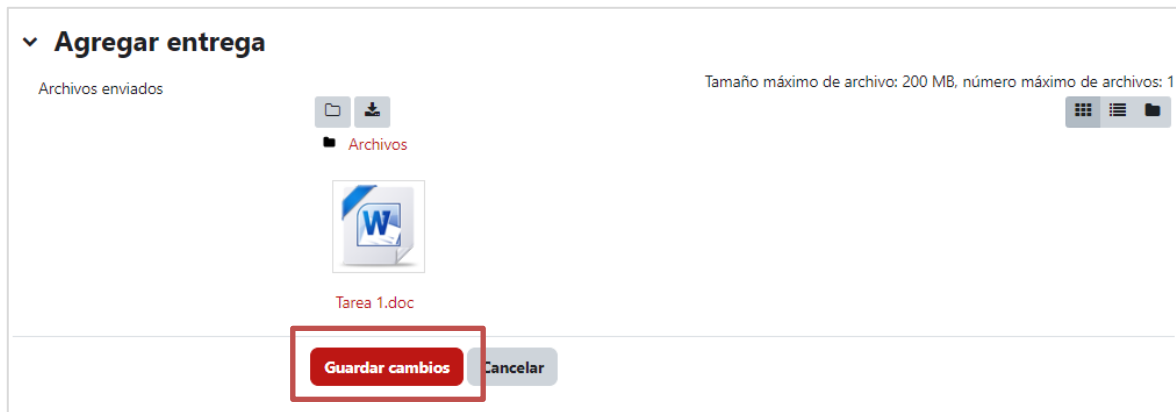 Agregar entrega
Archivos enviados
Tamaño máximo de archivo: 200 MB, número máximo de archivos: 1
Archivos
W
Tarea 1.doc
Guardar cambios
Cancelar